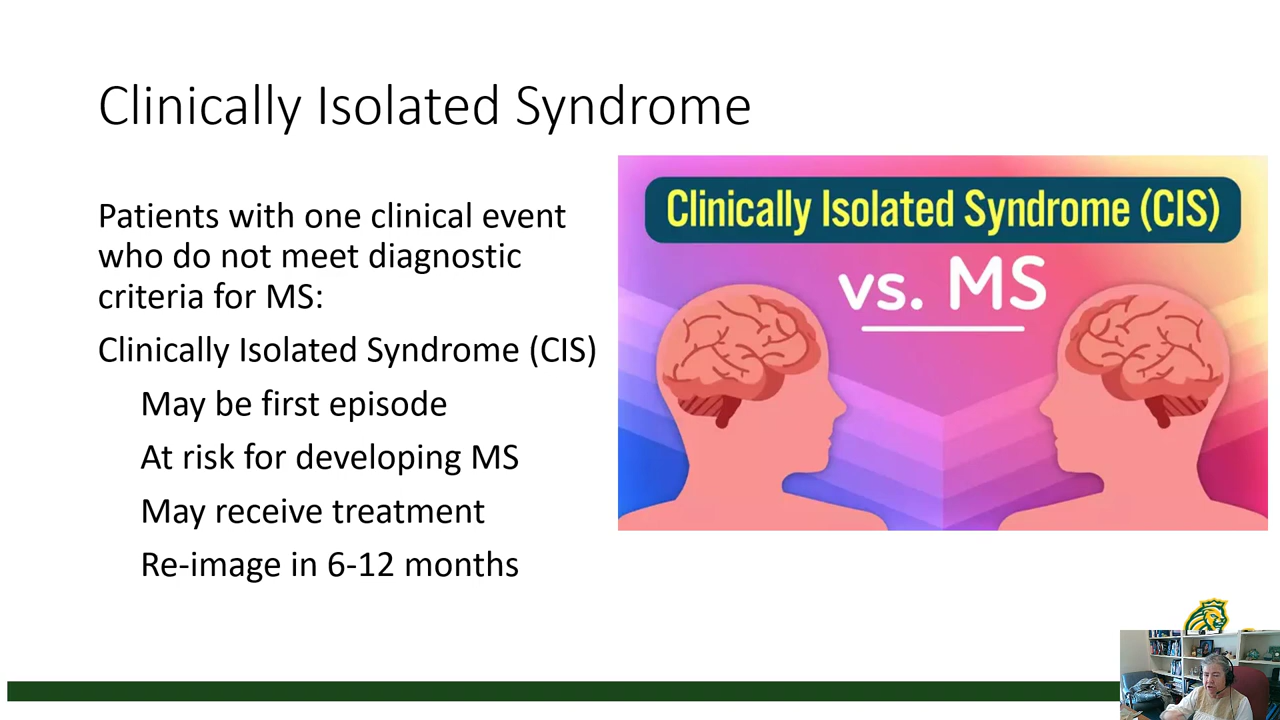 Clinically Isolated Syndrome
Patients with one clinical event
who do not meet diagnostic
criteria for MS:
Clinically Isolated Syndrome (CIS)
May be first episode
At risk for developing MS
May receive treatment
Re-image in 6-12 months
Clinically Isolated Syndrome (CIS)
vs. MS